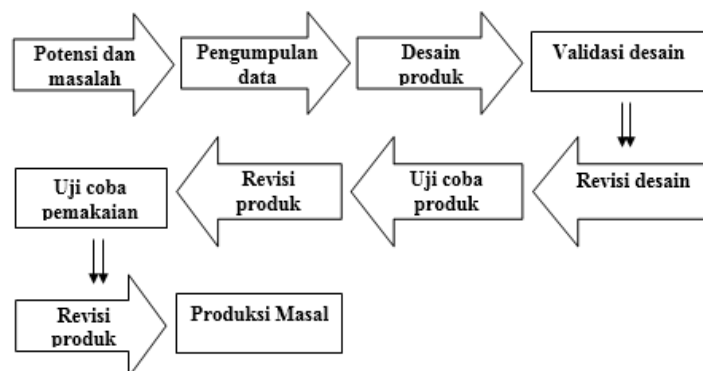 Potensi dan
masalah
Pengumpulan
data
Desain
produk
Validasi desain
Revisi desain
Uji coba
produk
Revisi
produk
Uji coba
pemakaian
Revisi
produk
Produksi Masal